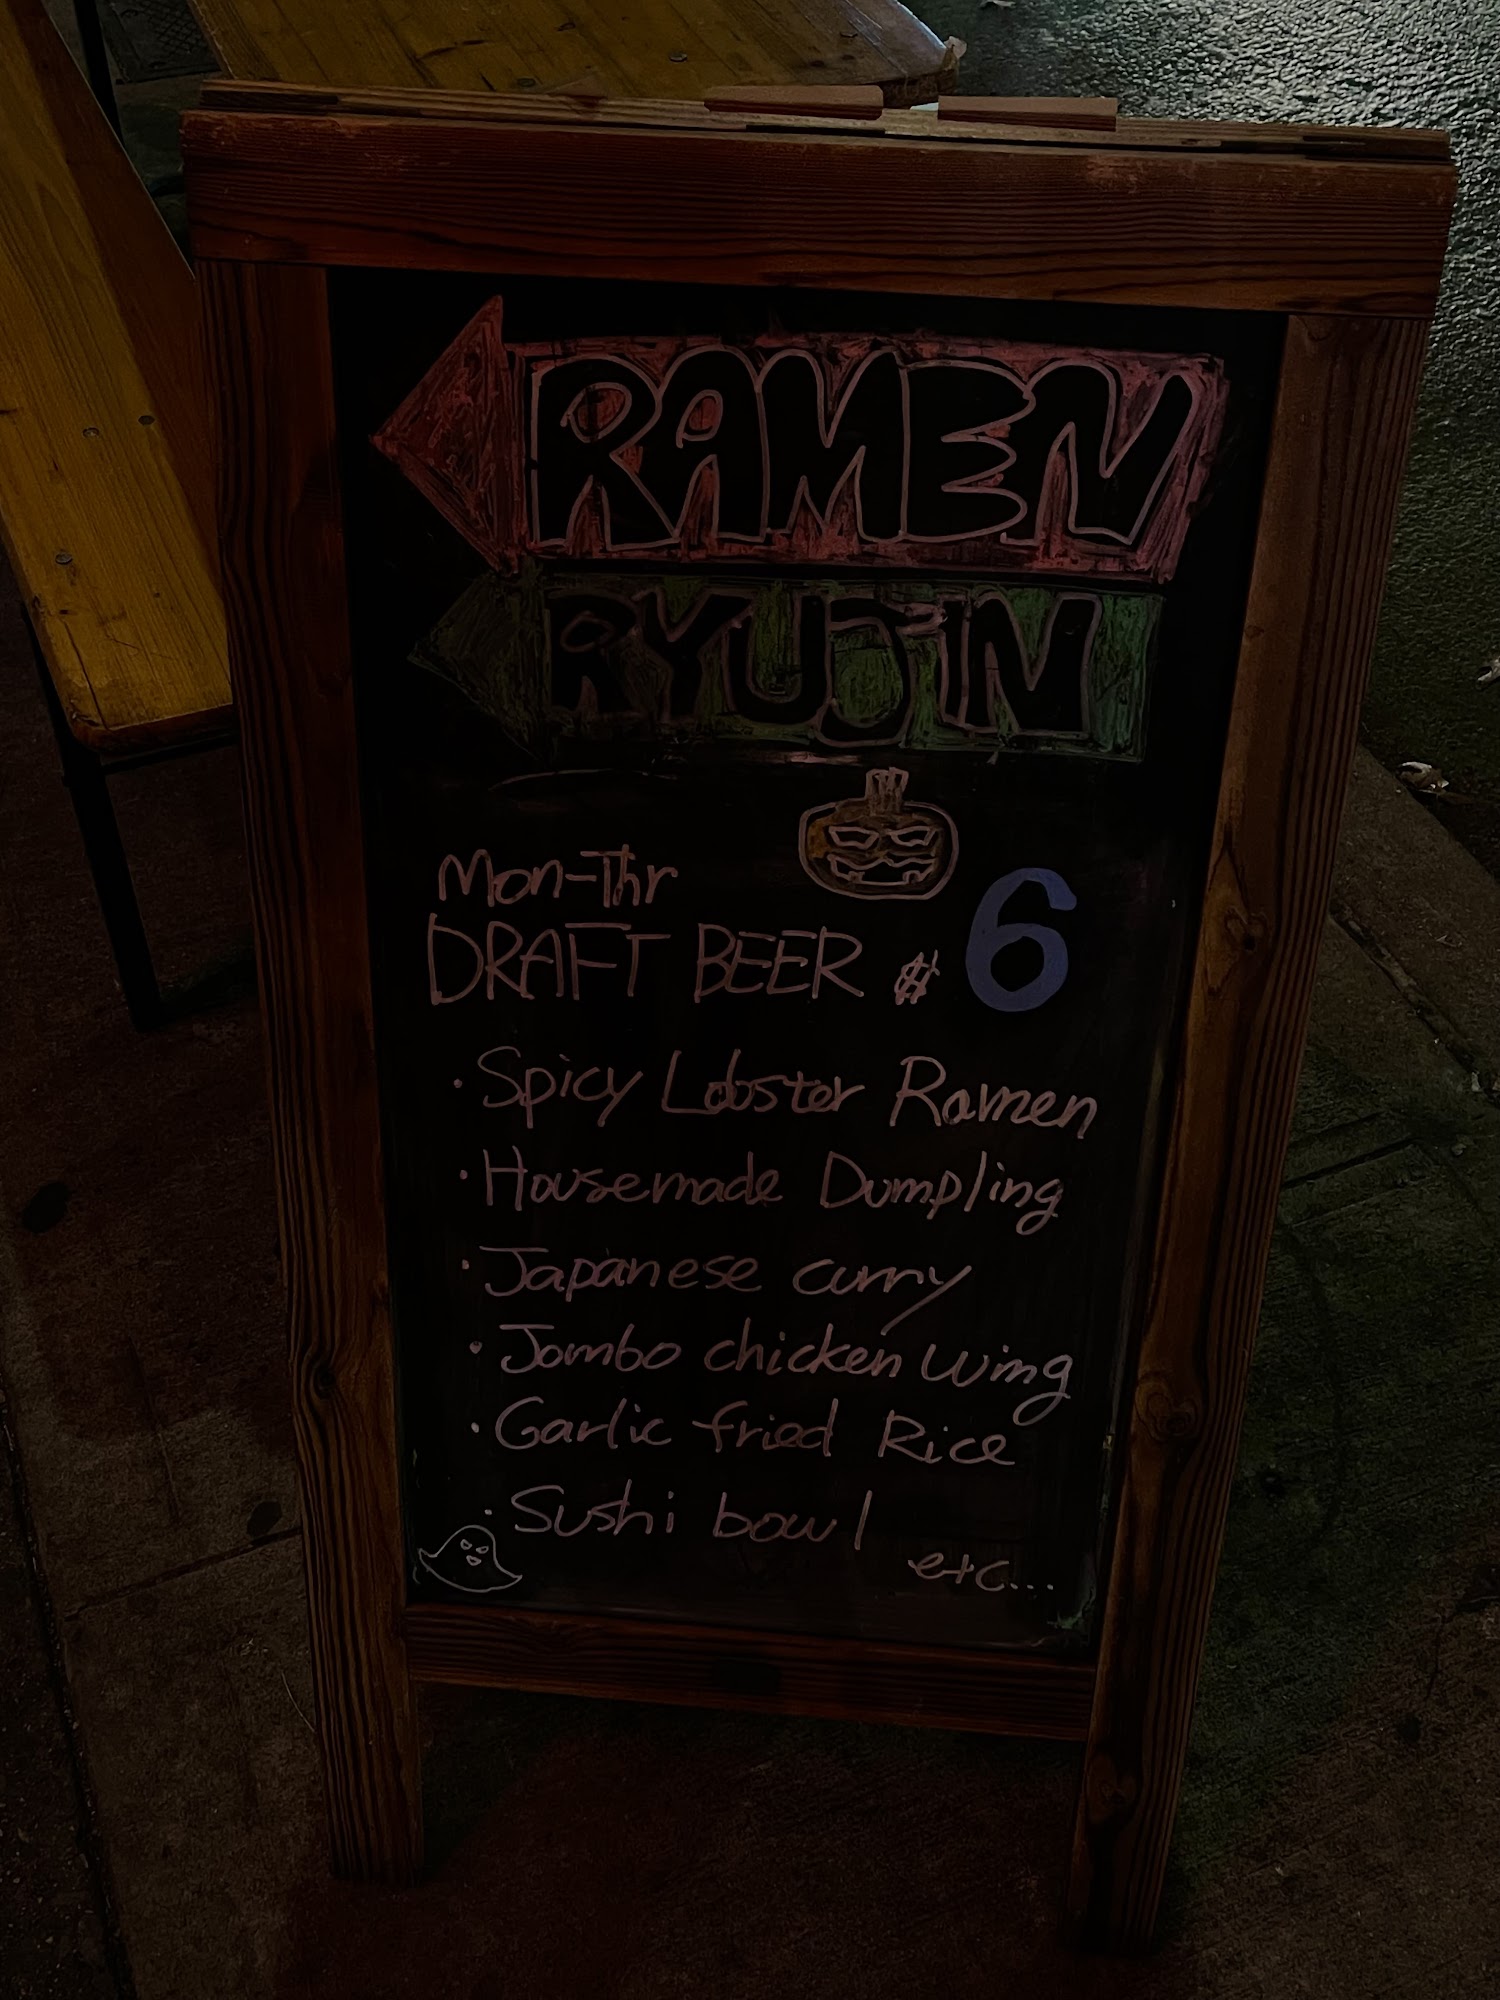 RAMEN
RYUJIN
Mon-Thr
DRAFT BEER $6
· Spicy Lobster Ramen
· Housemade Dumpling
· Japanese curry
· Jombo chicken wing
· Garlic fried Rice
· Sushi bowl
etc...